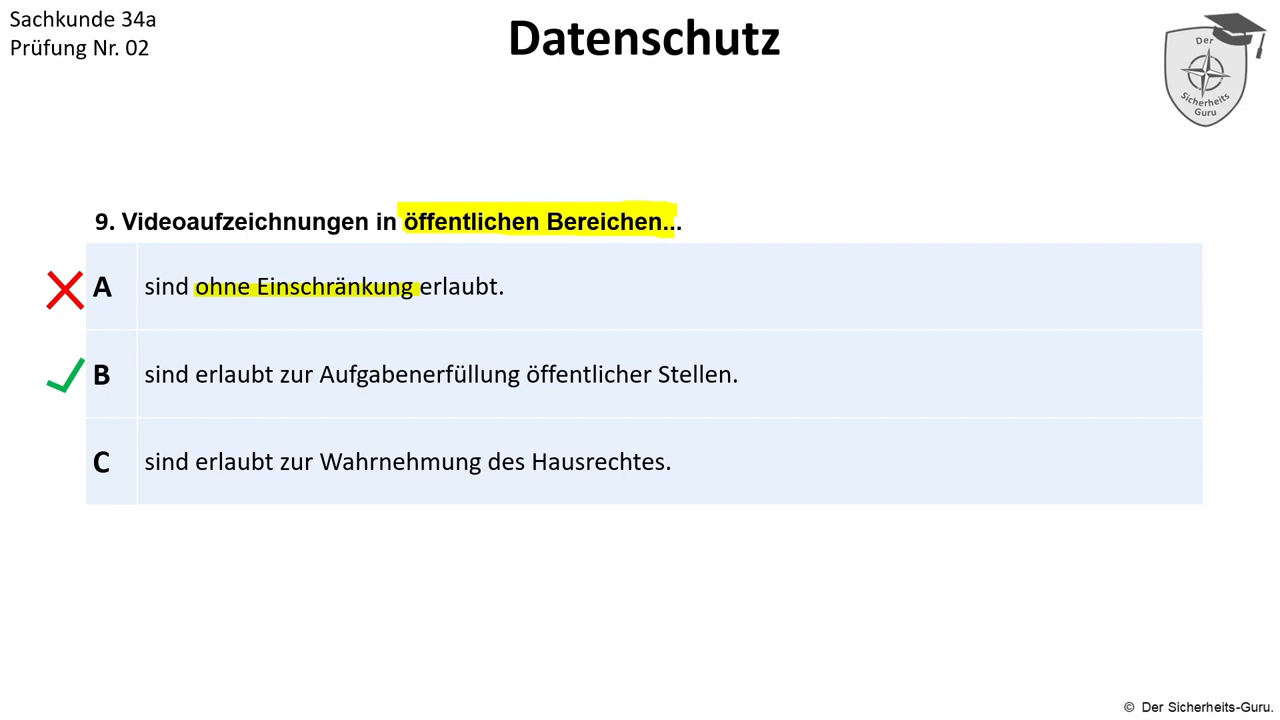 Sachkunde 34a
Prüfung Nr. 02
Datenschutz
Der
Sicherheits
Guru
9. Videoaufzeichnungen in öffentlichen Bereichen...
A sind ohne Einschränkung erlaubt.
B sind erlaubt zur Aufgabenerfüllung öffentlicher Stellen.
C sind erlaubt zur Wahrnehmung des Hausrechtes.
© Der Sicherheits-Guru.